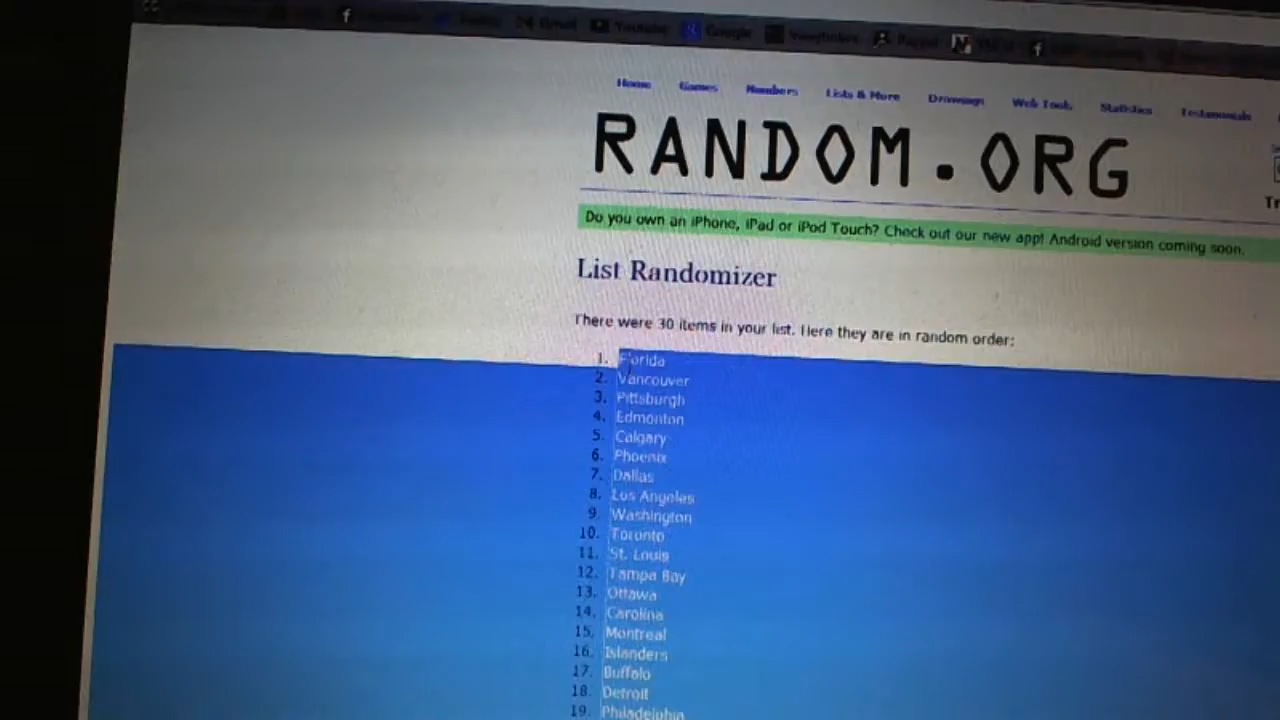 Home Games Numbers Lists & More Drawings Web Tools Statistics Testimonials
RANDOM.ORG
Do you own an iPhone, iPad or iPod Touch? Check out our new app! Android version coming soon.
List Randomizer
There were 30 items in your list. Here they are in random order:
1. Florida
2. Vancouver
3. Pittsburgh
4. Edmonton
5. Calgary
6. Phoenix
7. Dallas
8. Los Angeles
9. Washington
10. Toronto
11. St. Louis
12. Tampa Bay
13. Ottawa
14. Carolina
15. Montreal
16. Islanders
17. Buffalo
18. Detroit
19. Philadelphia